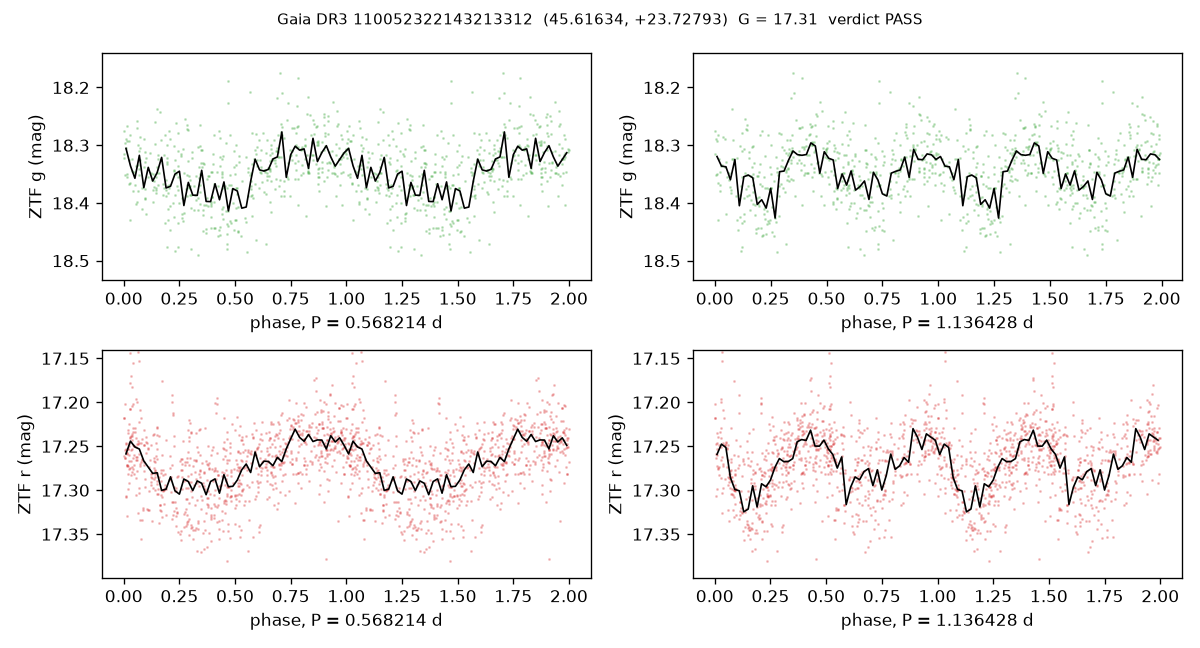 Gaia DR3 110052322143213312  (45.61634, +23.72793)  G = 17.31  verdict PASS
ZTF g (mag)
18.2
18.3
18.4
18.5
0.00 0.25 0.50 0.75 1.00 1.25 1.50 1.75 2.00
phase, P = 0.568214 d
ZTF g (mag)
18.2
18.3
18.4
18.5
0.00 0.25 0.50 0.75 1.00 1.25 1.50 1.75 2.00
phase, P = 1.136428 d
ZTF r (mag)
17.15
17.20
17.25
17.30
17.35
0.00 0.25 0.50 0.75 1.00 1.25 1.50 1.75 2.00
phase, P = 0.568214 d
ZTF r (mag)
17.15
17.20
17.25
17.30
17.35
0.00 0.25 0.50 0.75 1.00 1.25 1.50 1.75 2.00
phase, P = 1.136428 d